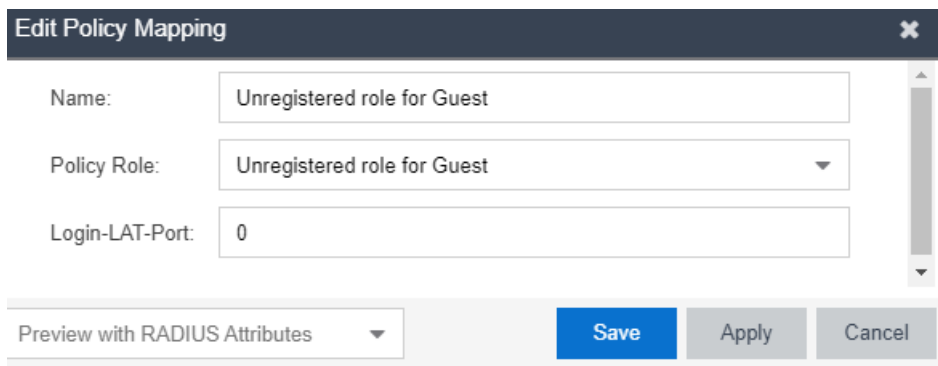 Edit Policy Mapping
Name: Unregistered role for Guest
Policy Role: Unregistered role for Guest
Login-LAT-Port: 0
Preview with RADIUS Attributes Save Apply Cancel